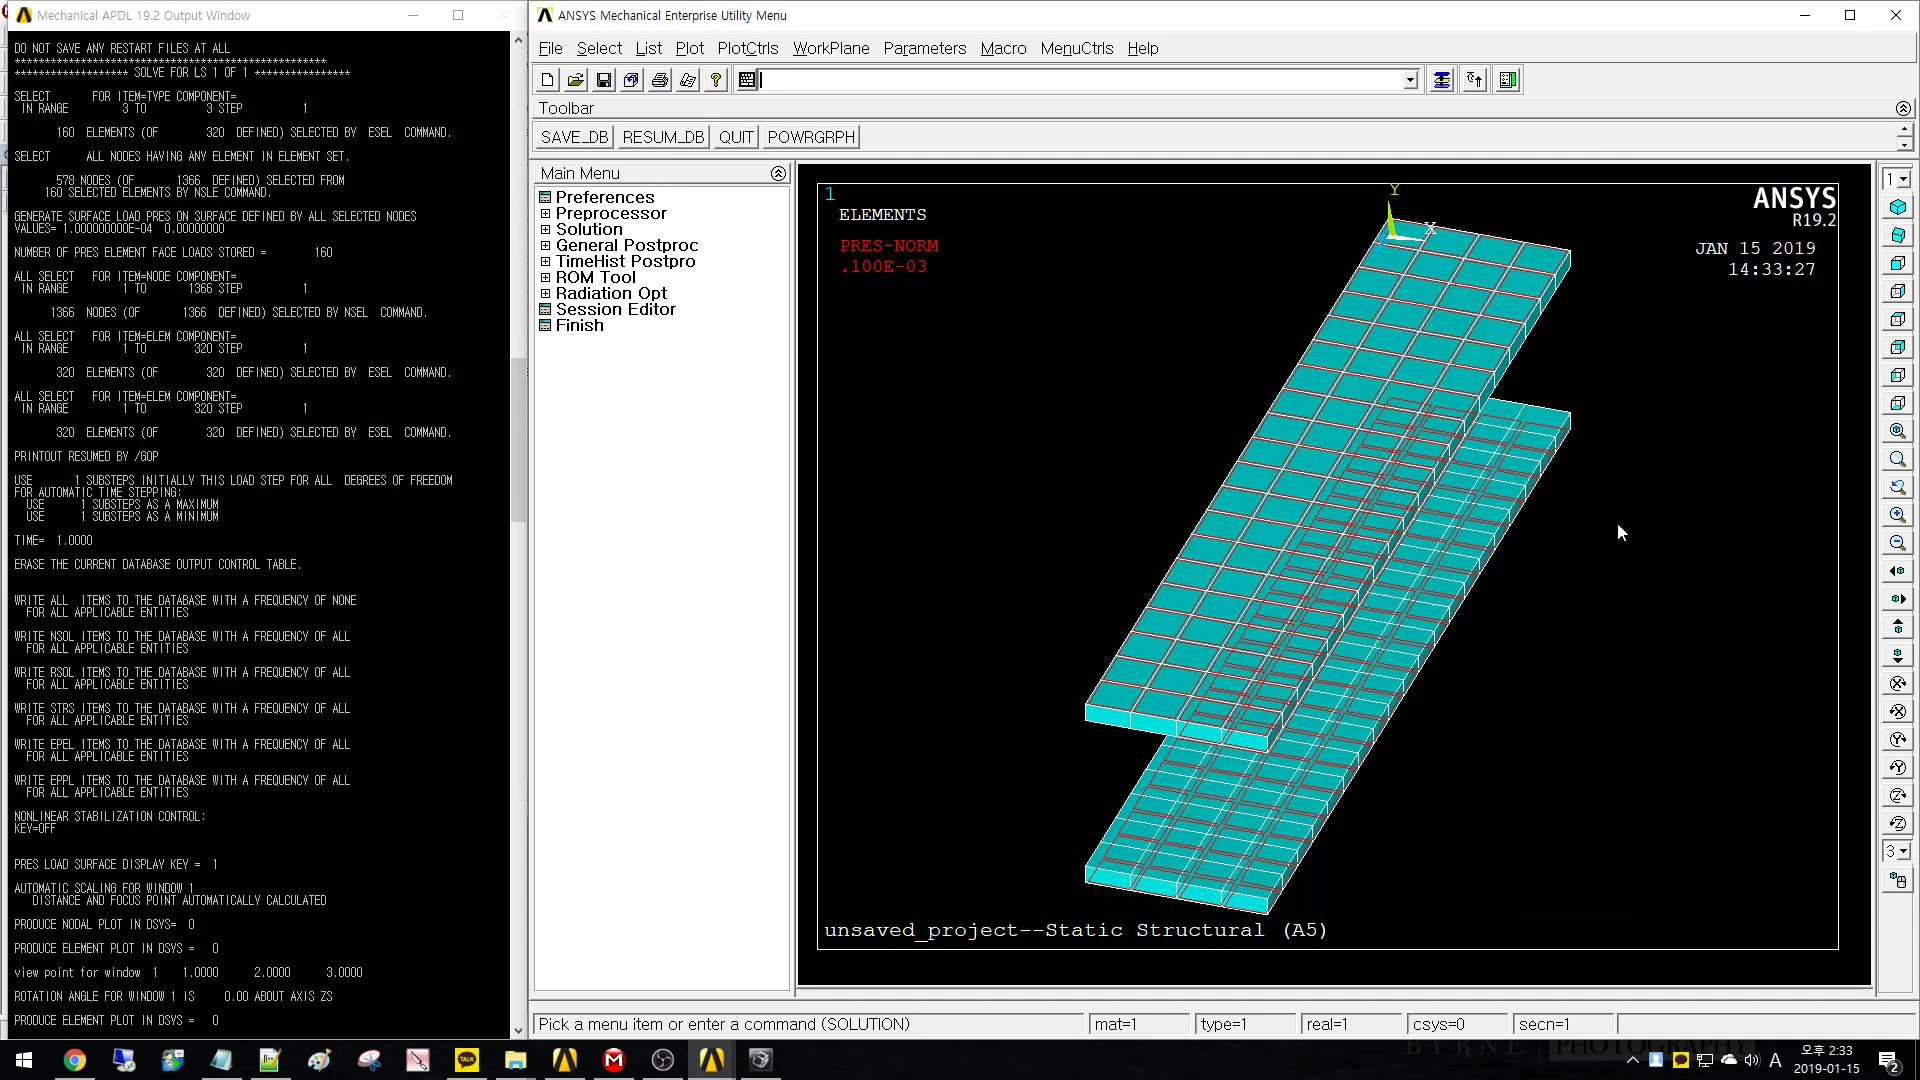 Mechanical APDL 19.2 Output Window
DO NOT SAVE ANY RESTART FILES AT ALL
****************************************************
******************* SOLVE FOR LS 1 OF 1 ****************
SELECT FOR ITEM=TYPE COMPONENT=
IN RANGE 3 TO 3 STEP 1
160 ELEMENTS (OF 320 DEFINED) SELECTED BY ESEL COMMAND.
SELECT ALL NODES HAVING ANY ELEMENT IN ELEMENT SET.
578 NODES (OF 1366 DEFINED) SELECTED FROM
160 SELECTED ELEMENTS BY NSLE COMMAND.
GENERATE SURFACE LOAD PRES ON SURFACE DEFINED BY ALL SELECTED NODES
VALUES= 1.000000000E-04 0.00000000
NUMBER OF PRES ELEMENT FACE LOADS STORED = 160
ALL SELECT FOR ITEM=NODE COMPONENT=
IN RANGE 1 TO 1366 STEP 1
1366 NODES (OF 1366 DEFINED) SELECTED BY NSEL COMMAND.
ALL SELECT FOR ITEM=ELEM COMPONENT=
IN RANGE 1 TO 320 STEP 1
320 ELEMENTS (OF 320 DEFINED) SELECTED BY ESEL COMMAND.
ALL SELECT FOR ITEM=ELEM COMPONENT=
IN RANGE 1 TO 320 STEP 1
320 ELEMENTS (OF 320 DEFINED) SELECTED BY ESEL COMMAND.
PRINTOUT RESUMED BY /GOP
USE 1 SUBSTEPS INITIALLY THIS LOAD STEP FOR ALL DEGREES OF FREEDOM
FOR AUTOMATIC TIME STEPPING:
USE 1 SUBSTEPS AS A MAXIMUM
USE 1 SUBSTEPS AS A MINIMUM
TIME= 1.0000
ERASE THE CURRENT DATABASE OUTPUT CONTROL TABLE.
WRITE ALL ITEMS TO THE DATABASE WITH A FREQUENCY OF NONE
FOR ALL APPLICABLE ENTITIES
WRITE NSOL ITEMS TO THE DATABASE WITH A FREQUENCY OF ALL
FOR ALL APPLICABLE ENTITIES
WRITE RSOL ITEMS TO THE DATABASE WITH A FREQUENCY OF ALL
FOR ALL APPLICABLE ENTITIES
WRITE STRS ITEMS TO THE DATABASE WITH A FREQUENCY OF ALL
FOR ALL APPLICABLE ENTITIES
WRITE EPEL ITEMS TO THE DATABASE WITH A FREQUENCY OF ALL
FOR ALL APPLICABLE ENTITIES
WRITE EPPL ITEMS TO THE DATABASE WITH A FREQUENCY OF ALL
FOR ALL APPLICABLE ENTITIES
NONLINEAR STABILIZATION CONTROL:
KEY=OFF
PRES LOAD SURFACE DISPLAY KEY = 1
AUTOMATIC SCALING FOR WINDOW 1
DISTANCE AND FOCUS POINT AUTOMATICALLY CALCULATED
PRODUCE NODAL PLOT IN DSYS= 0
PRODUCE ELEMENT PLOT IN DSYS = 0
view point for window 1 1.0000 2.0000 3.0000
ROTATION ANGLE FOR WINDOW 1 IS 0.00 ABOUT AXIS ZS
PRODUCE ELEMENT PLOT IN DSYS = 0
ANSYS Mechanical Enterprise Utility Menu
File Select List Plot PlotCtrls WorkPlane Parameters Macro MenuCtrls Help
Toolbar
SAVE_DB RESUM_DB QUIT POWRGRPH
Main Menu
Preferences
Preprocessor
Solution
General Postproc
TimeHist Postpro
ROM Tool
Radiation Opt
Session Editor
Finish
1
ELEMENTS
PRES-NORM
.100E-03
Y
X
ANSYS
R19.2
JAN 15 2019
14:33:27
unsaved_project--Static Structural (A5)
1
3
Pick a menu item or enter a command (SOLUTION) mat=1 type=1 real=1 csys=0 secn=1
BYRNE PHOTOGRAPHY
TALK
A
오후 2:33
2019-01-15
2